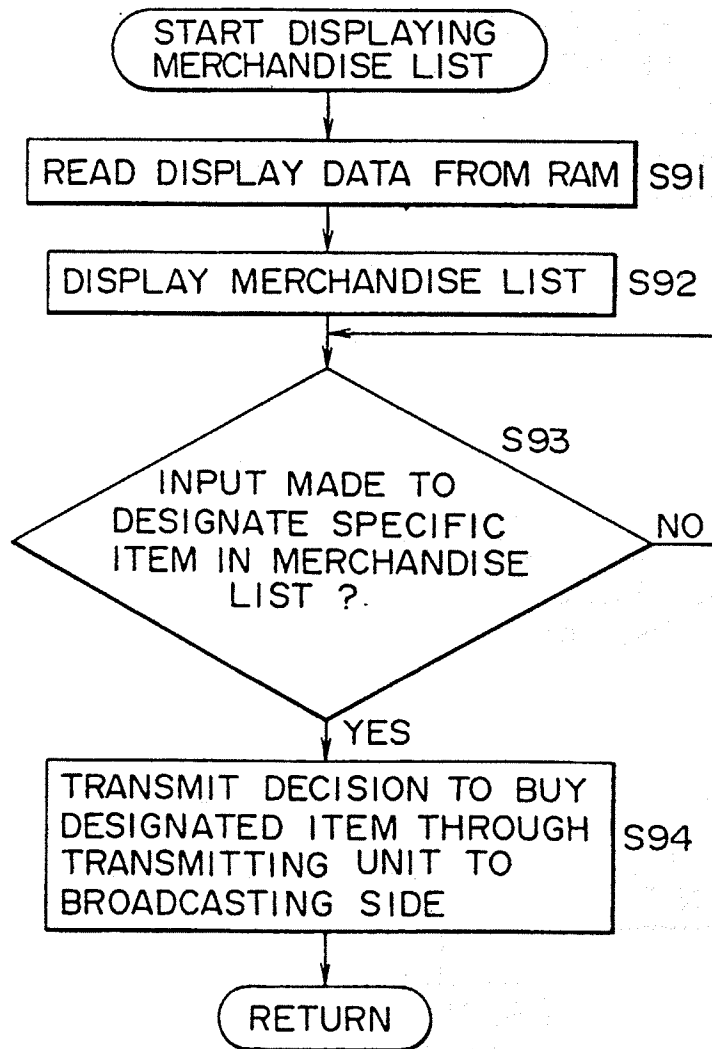 START DISPLAYING
MERCHANDISE LIST
READ DISPLAY DATA FROM RAM
S91
DISPLAY MERCHANDISE LIST
S92
S93
INPUT MADE TO
DESIGNATE SPECIFIC
ITEM IN MERCHANDISE
LIST ?
NO
YES
TRANSMIT DECISION TO BUY
DESIGNATED ITEM THROUGH
TRANSMITTING UNIT TO
BROADCASTING SIDE
S94
RETURN